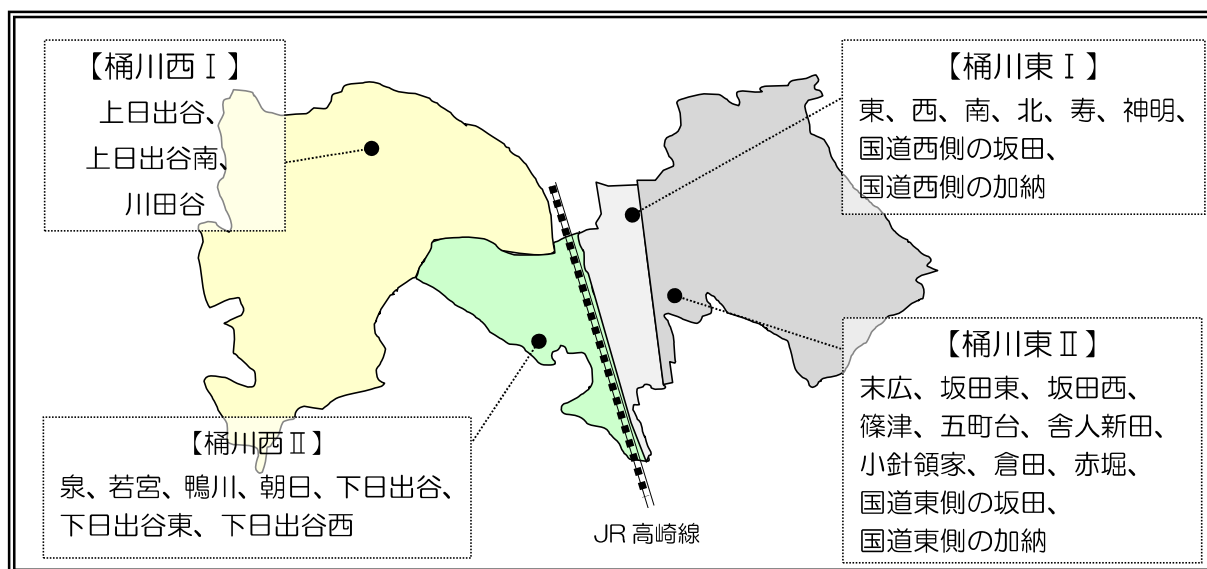 【桶川西Ⅰ】
上日出谷、
上日出谷南、
川田谷
【桶川東Ⅰ】
東、西、南、北、寿、神明、
国道西側の坂田、
国道西側の加納
【桶川西Ⅱ】
泉、若宮、鴨川、朝日、下日出谷、
下日出谷東、下日出谷西
【桶川東Ⅱ】
末広、坂田東、坂田西、
篠津、五町台、舎人新田、
小針領家、倉田、赤堀、
国道東側の坂田、
国道東側の加納
JR高崎線